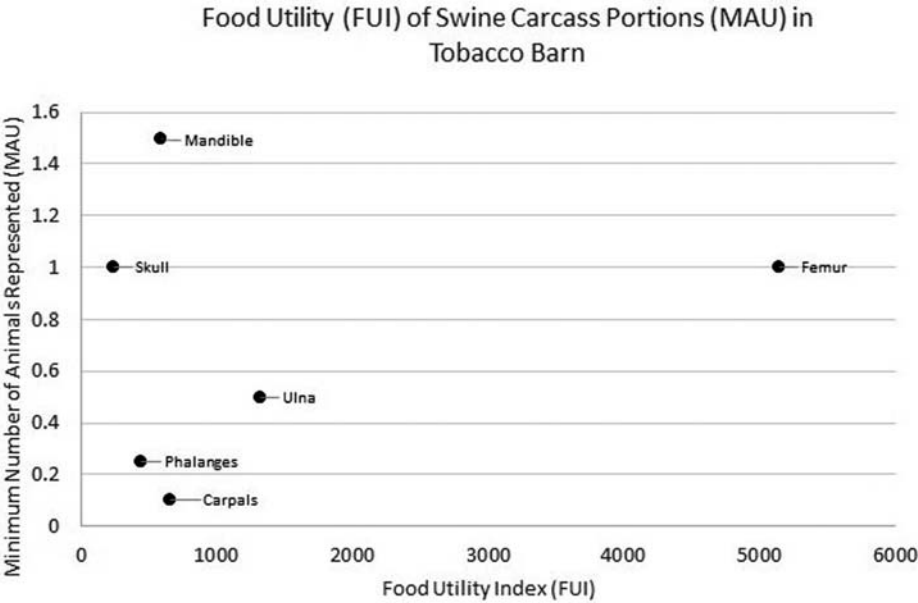 Food Utility (FUI) of Swine Carcass Portions (MAU) in
Tobacco Barn
Minimum Number of Animals Represented (MAU)
1.6
1.4
1.2
1
0.8
0.6
0.4
0.2
0
Mandible
Skull
Femur
Ulna
Phalanges
Carpals
0 1000 2000 3000 4000 5000 6000
Food Utility Index (FUI)